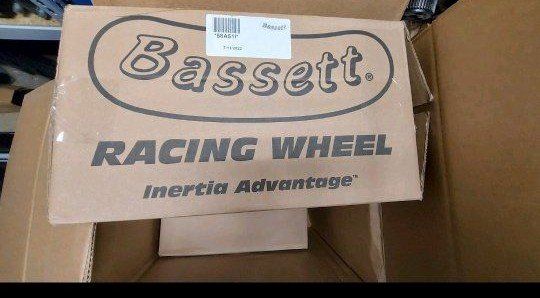 Bassett®
RACING WHEEL
Inertia Advantage™